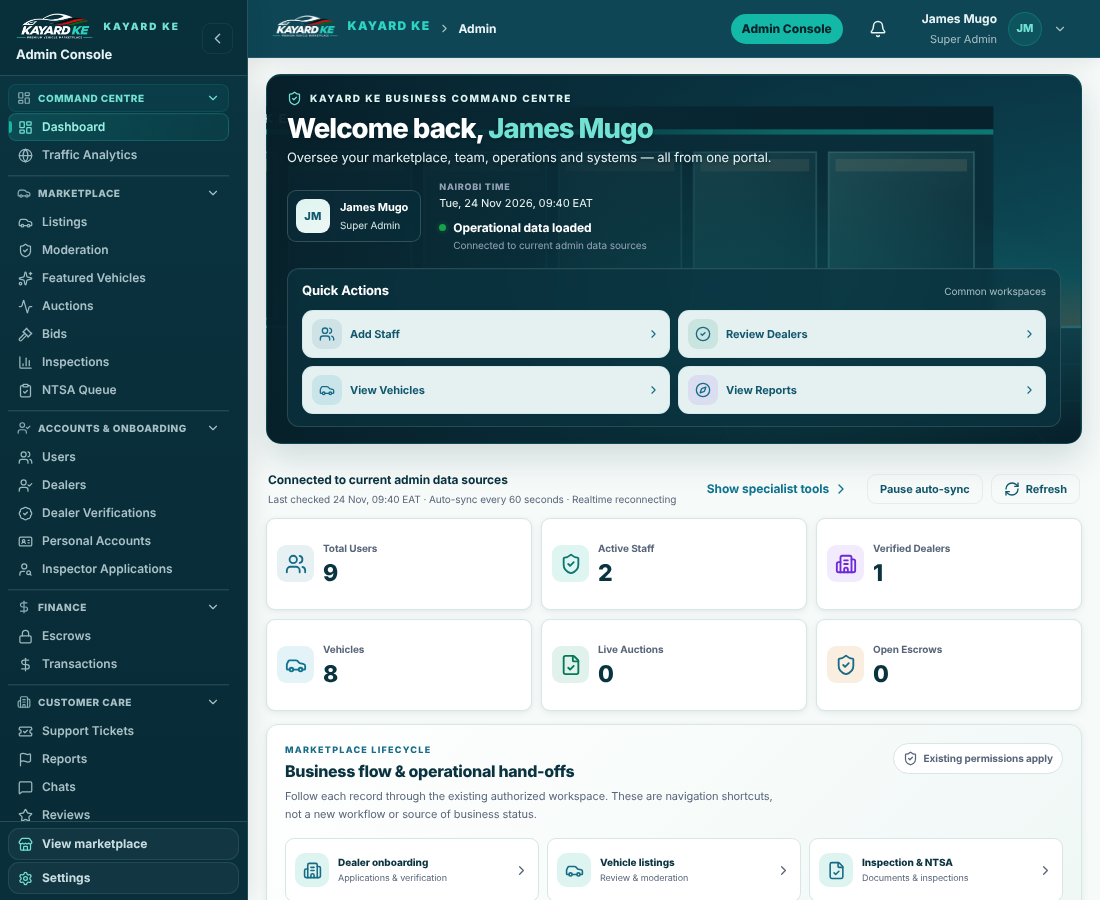 KAYARD KE
PREMIUM VEHICLE MARKETPLACE
KAYARD KE
Admin Console
COMMAND CENTRE
Dashboard
Traffic Analytics
MARKETPLACE
Listings
Moderation
Featured Vehicles
Auctions
Bids
Inspections
NTSA Queue
ACCOUNTS & ONBOARDING
Users
Dealers
Dealer Verifications
Personal Accounts
Inspector Applications
FINANCE
Escrows
Transactions
CUSTOMER CARE
Support Tickets
Reports
Chats
Reviews
View marketplace
Settings
KAYARD KE
PREMIUM VEHICLE MARKETPLACE
KAYARD KE
Admin
Admin Console
James Mugo
Super Admin
JM
KAYARD KE BUSINESS COMMAND CENTRE
Welcome back, James Mugo
Oversee your marketplace, team, operations and systems — all from one portal.
JM
James Mugo
Super Admin
NAIROBI TIME
Tue, 24 Nov 2026, 09:40 EAT
Operational data loaded
Connected to current admin data sources
Quick Actions
Common workspaces
Add Staff
Review Dealers
View Vehicles
View Reports
Connected to current admin data sources
Last checked 24 Nov, 09:40 EAT · Auto-sync every 60 seconds · Realtime reconnecting
Show specialist tools
Pause auto-sync
Refresh
Total Users
9
Active Staff
2
Verified Dealers
1
Vehicles
8
Live Auctions
0
Open Escrows
0
MARKETPLACE LIFECYCLE
Business flow & operational hand-offs
Existing permissions apply
Follow each record through the existing authorized workspace. These are navigation shortcuts,
not a new workflow or source of business status.
Dealer onboarding
Applications & verification
Vehicle listings
Review & moderation
Inspection & NTSA
Documents & inspections